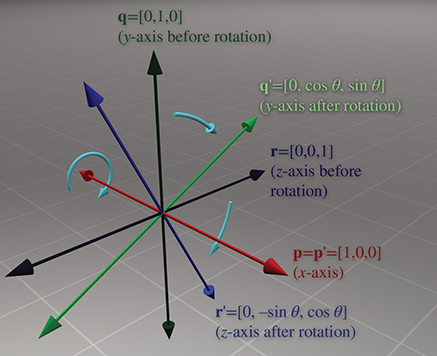 q=[0,1,0]
(y-axis before rotation)
q'=[0, cos θ, sin θ]
(y-axis after rotation)
r=[0,0,1]
(z-axis before
rotation)
p=p'=[1,0,0]
(x-axis)
r'=[0, –sin θ, cos θ]
(z-axis after rotation)